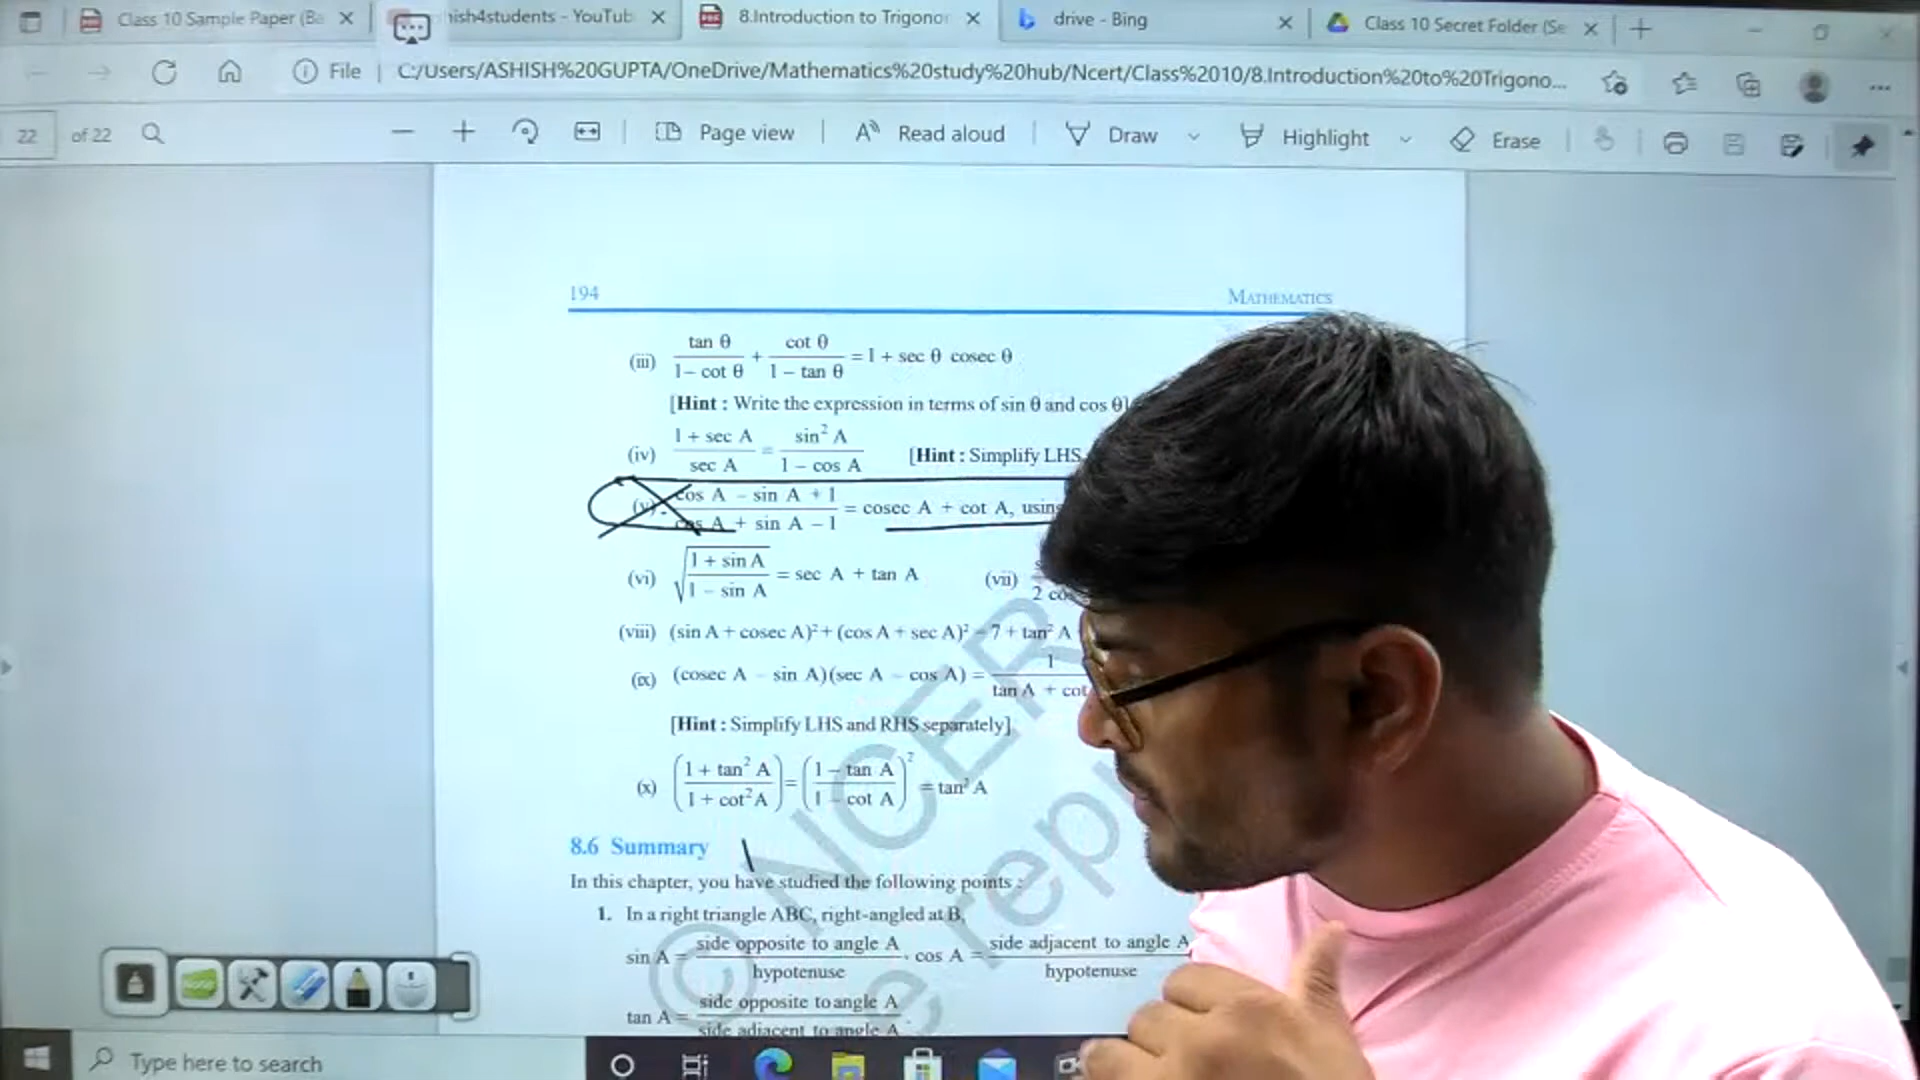 Class 10 Sample Paper (Ba
hish4students - YouTub
8.Introduction to Trigono
drive - Bing
Class 10 Secret Folder (Se
File | C:/Users/ASHISH%20GUPTA/OneDrive/Mathematics%20study%20hub/Ncert/Class%2010/8.Introduction%20to%20Trigono...
22 of 22
Page view
Read aloud
Draw
Highlight
Erase
194 MATHEMATICS
(iii) tan θ / 1– cot θ + cot θ / 1 – tan θ = 1 + sec θ cosec θ
[Hint : Write the expression in terms of sin θ and cos θ]
(iv) 1 + sec A / sec A = sin² A / 1 – cos A [Hint : Simplify LHS
(v) cos A – sin A + 1 / cos A + sin A – 1 = cosec A + cot A, using
(vi) √(1 + sin A / 1 – sin A) = sec A + tan A (vii) 2 cos
(viii) (sin A + cosec A)² + (cos A + sec A)² = 7 + tan² A
(ix) (cosec A – sin A)(sec A – cos A) = 1 / tan A + cot
[Hint : Simplify LHS and RHS separately]
(x) (1 + tan² A / 1 + cot² A) = (1 – tan A / 1 – cot A)² = tan² A
8.6 Summary
In this chapter, you have studied the following points :
1. In a right triangle ABC, right-angled at B,
sin A = side opposite to angle A / hypotenuse , cos A = side adjacent to angle A / hypotenuse
tan A = side opposite to angle A / side adjacent to angle A .
© NCER
e repu
Note
Type here to search